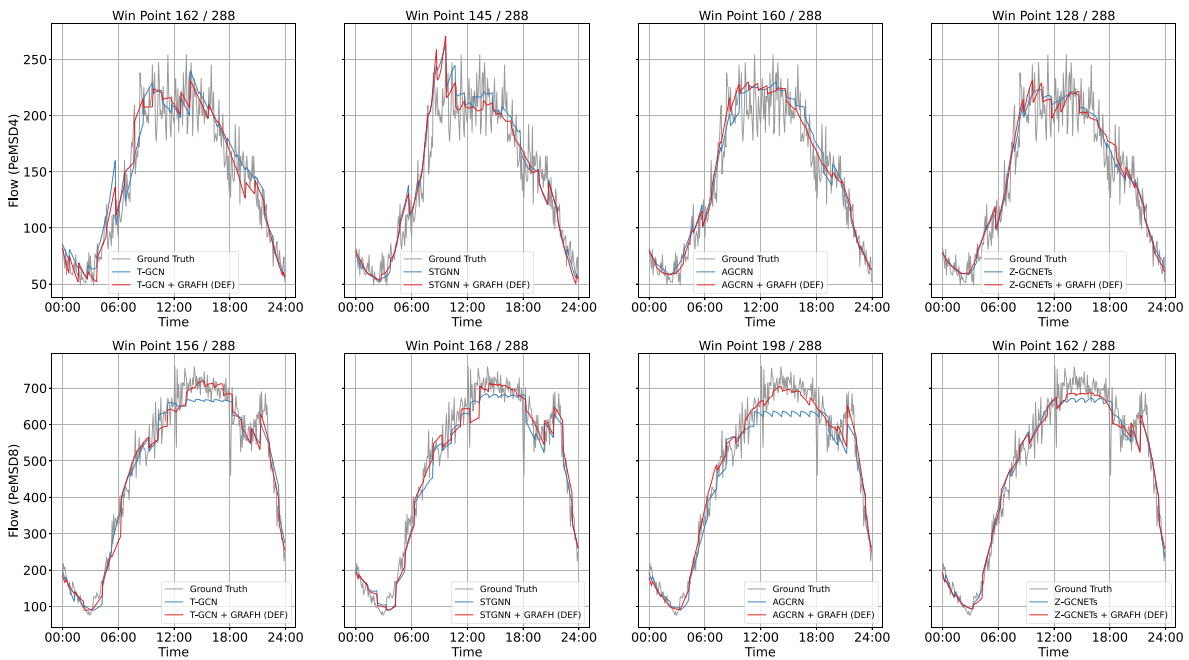 Win Point 162 / 288
Win Point 145 / 288
Win Point 160 / 288
Win Point 128 / 288
Flow (PeMSD4)
250
200
150
100
50
Ground Truth
T-GCN
T-GCN + GRAFH (DEF)
Ground Truth
STGNN
STGNN + GRAFH (DEF)
Ground Truth
AGCRN
AGCRN + GRAFH (DEF)
Ground Truth
Z-GCNETs
Z-GCNETs + GRAFH (DEF)
00:00 06:00 12:00 18:00 24:00
00:00 06:00 12:00 18:00 24:00
00:00 06:00 12:00 18:00 24:00
00:00 06:00 12:00 18:00 24:00
Time
Time
Time
Time
Win Point 156 / 288
Win Point 168 / 288
Win Point 198 / 288
Win Point 162 / 288
Flow (PeMSD8)
700
600
500
400
300
200
100
Ground Truth
T-GCN
T-GCN + GRAFH (DEF)
Ground Truth
STGNN
STGNN + GRAFH (DEF)
Ground Truth
AGCRN
AGCRN + GRAFH (DEF)
Ground Truth
Z-GCNETs
Z-GCNETs + GRAFH (DEF)
00:00 06:00 12:00 18:00 24:00
00:00 06:00 12:00 18:00 24:00
00:00 06:00 12:00 18:00 24:00
00:00 06:00 12:00 18:00 24:00
Time
Time
Time
Time